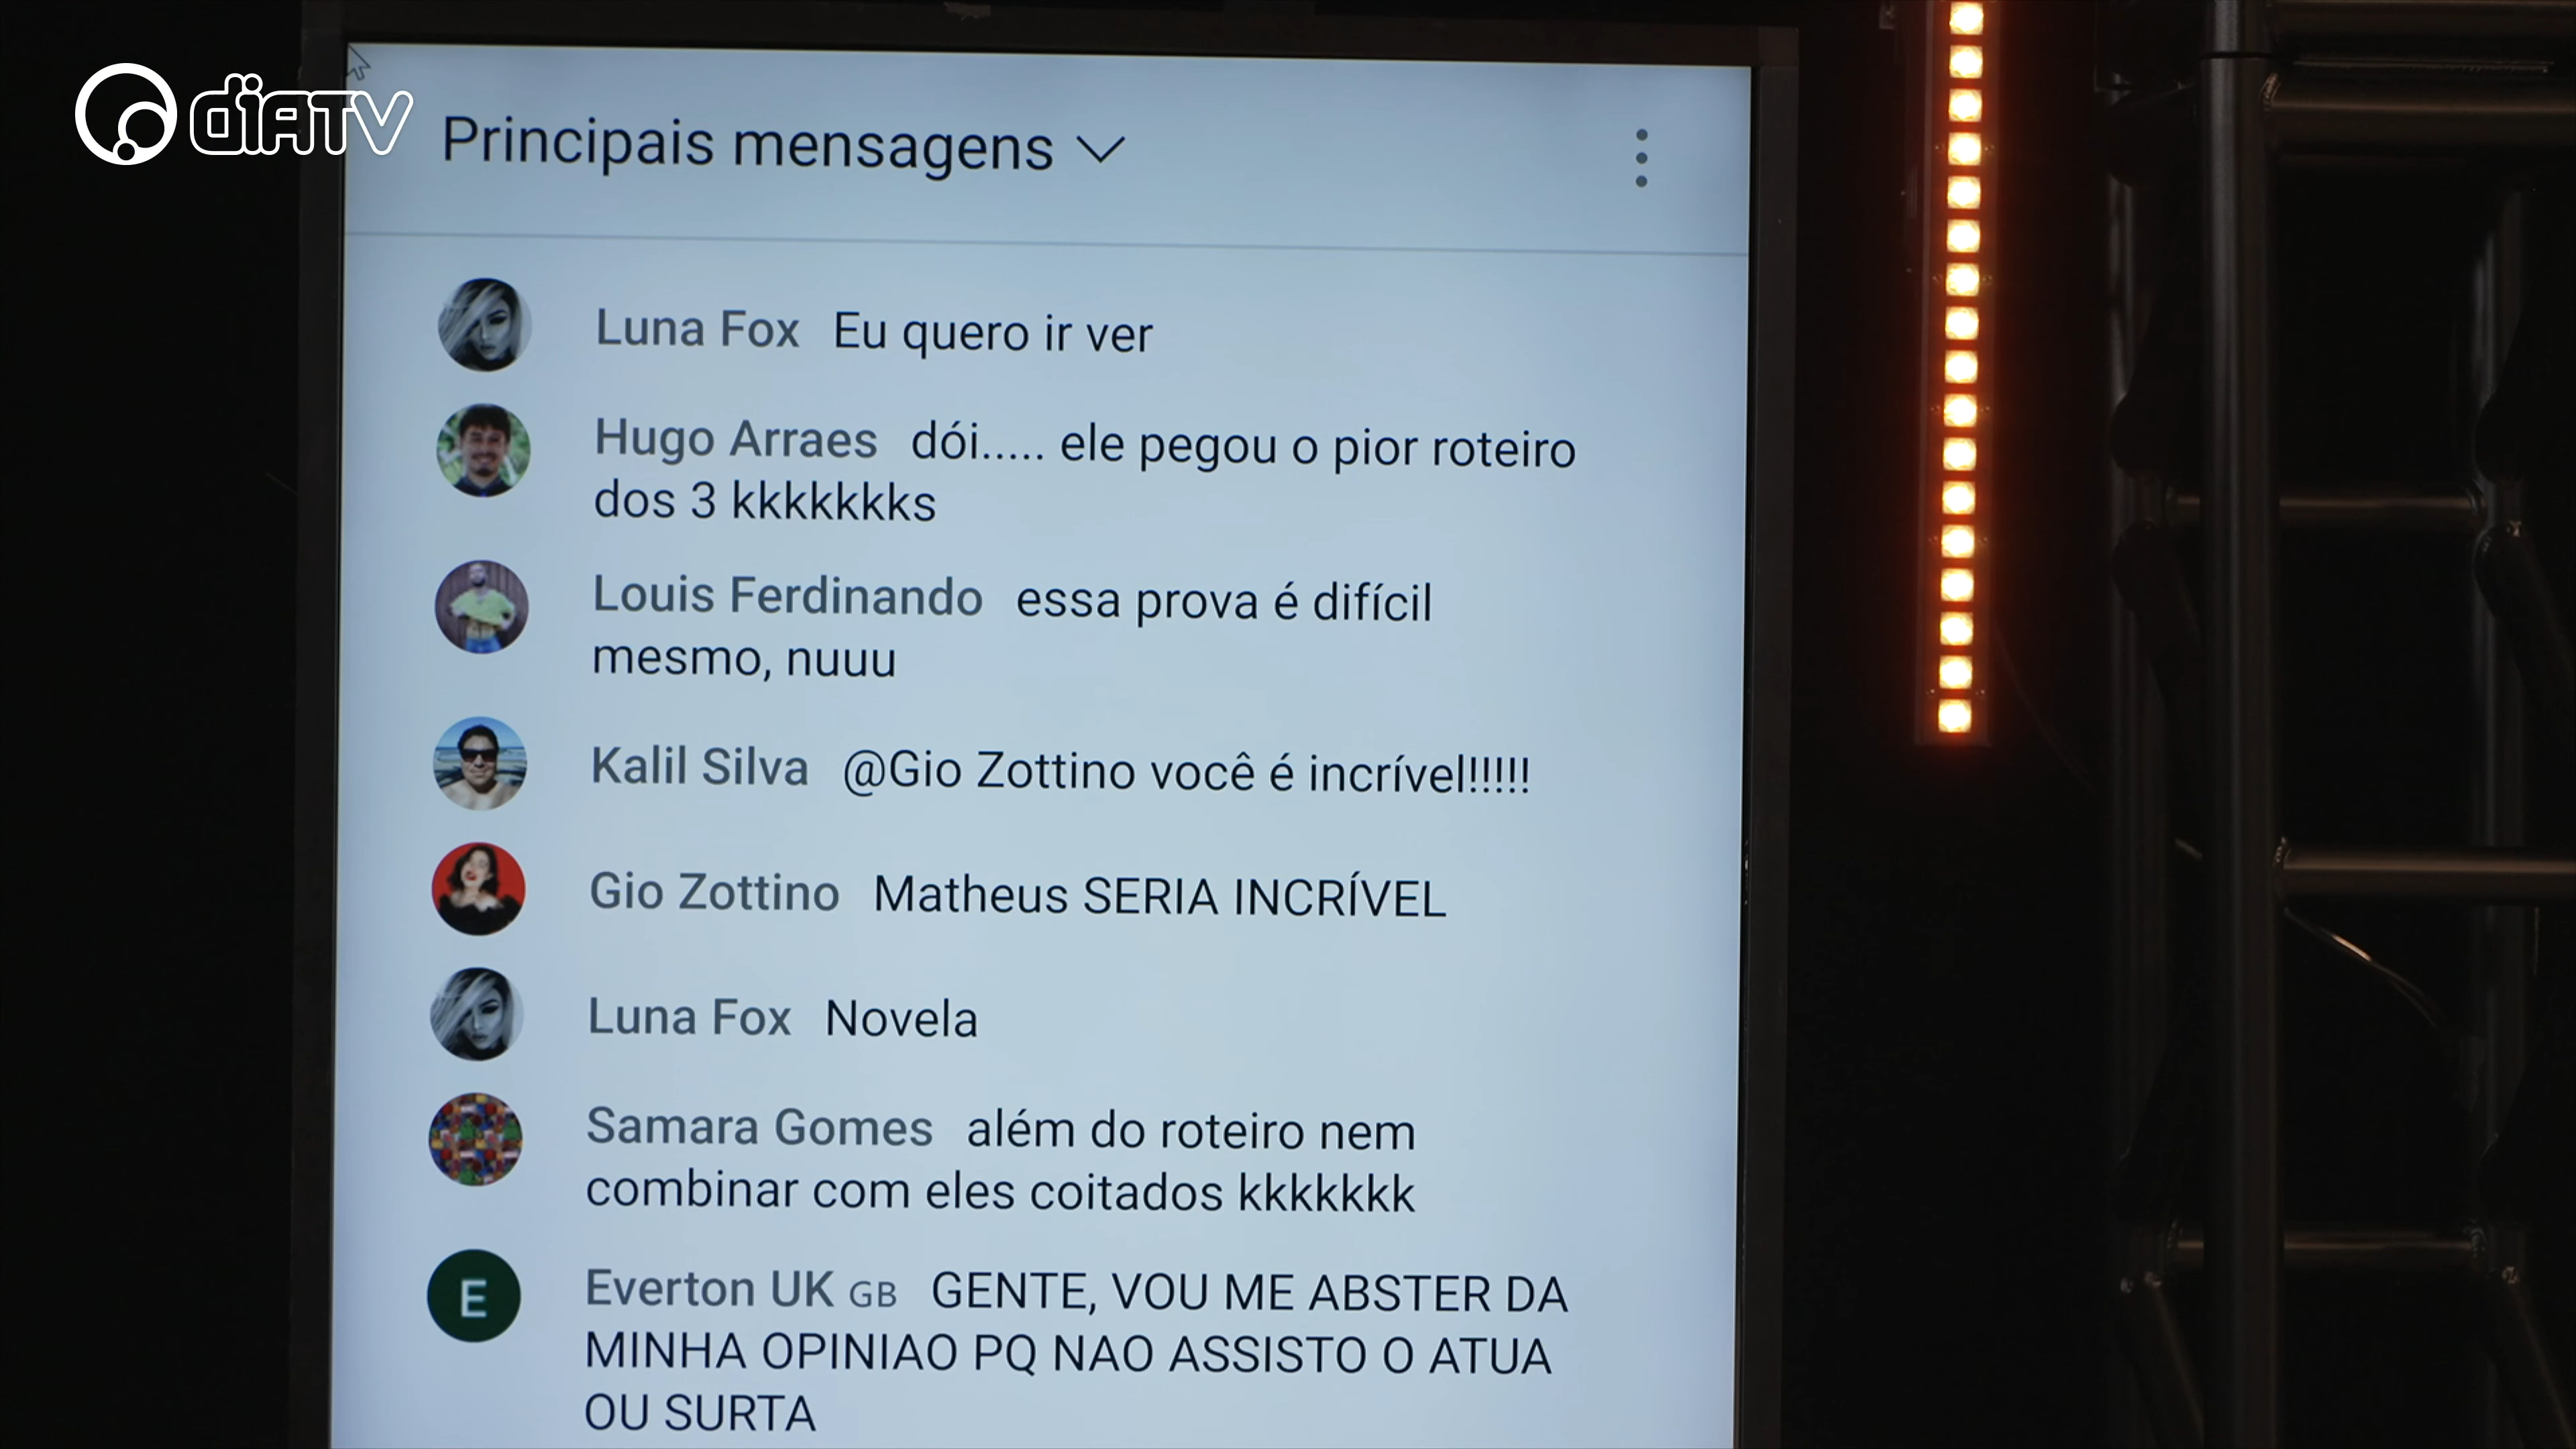 diATV
Principais mensagens
Luna Fox Eu quero ir ver
Hugo Arraes dói..... ele pegou o pior roteiro
dos 3 kkkkkkks
Louis Ferdinando essa prova é difícil
mesmo, nuuu
Kalil Silva @Gio Zottino você é incrível!!!!!
Gio Zottino Matheus SERIA INCRÍVEL
Luna Fox Novela
Samara Gomes além do roteiro nem
combinar com eles coitados kkkkkkk
E
Everton UK GB GENTE, VOU ME ABSTER DA
MINHA OPINIAO PQ NAO ASSISTO O ATUA
OU SURTA